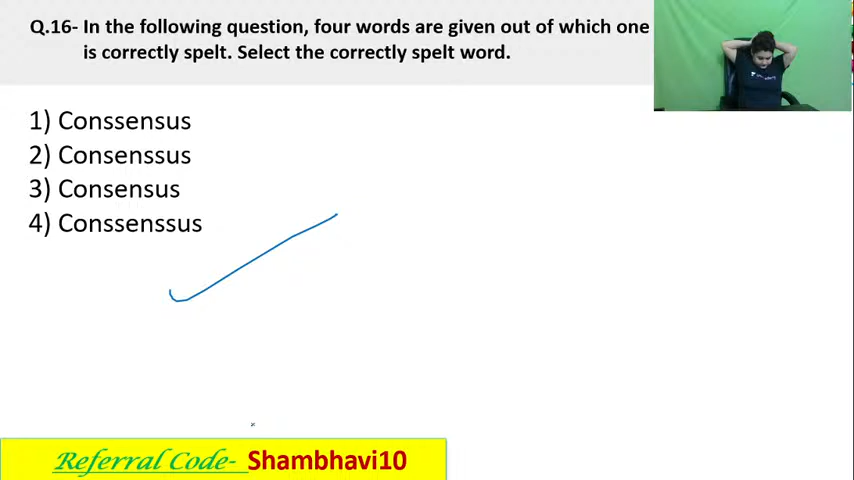 Q.16- In the following question, four words are given out of which one
is correctly spelt. Select the correctly spelt word.
1) Conssensus
2) Consenssus
3) Consensus
4) Conssenssus
Referral Code- Shambhavi10